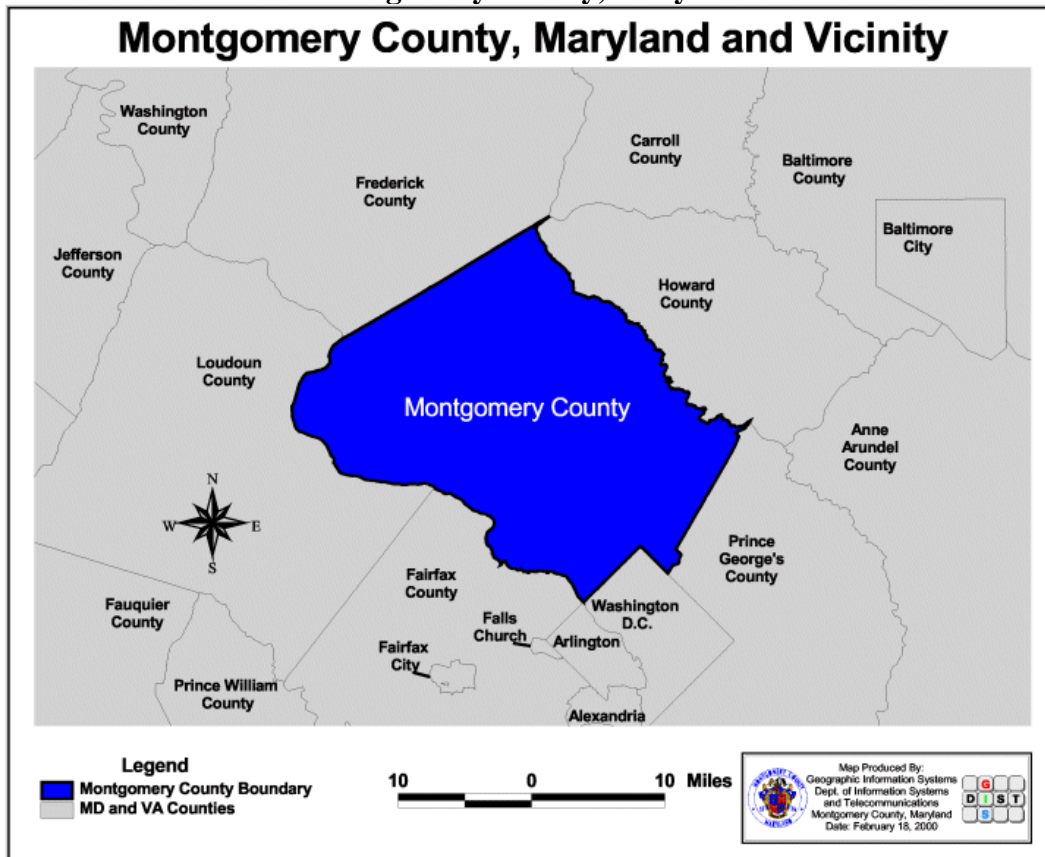 Montgomery County, Maryland and Vicinity
Washington
County
Carroll
County
Baltimore
County
Frederick
County
Baltimore
City
Jefferson
County
Howard
County
Loudoun
County
Montgomery County
Anne
Arundel
County
N
W E
S
Prince
George's
County
Fairfax
County
Fauquier
County
Washington
D.C.
Falls
Church
Arlington
Fairfax
City
Prince William
County
Alexandria
Legend
Montgomery County Boundary
MD and VA Counties
10 0 10 Miles
Map Produced By:
Geographic Information Systems
Dept. of Information Systems
and Telecommunications
Montgomery County, Maryland
Date: February 18, 2000
MONTGOMERY COUNTY
MARYLAND
G
D I S T
S